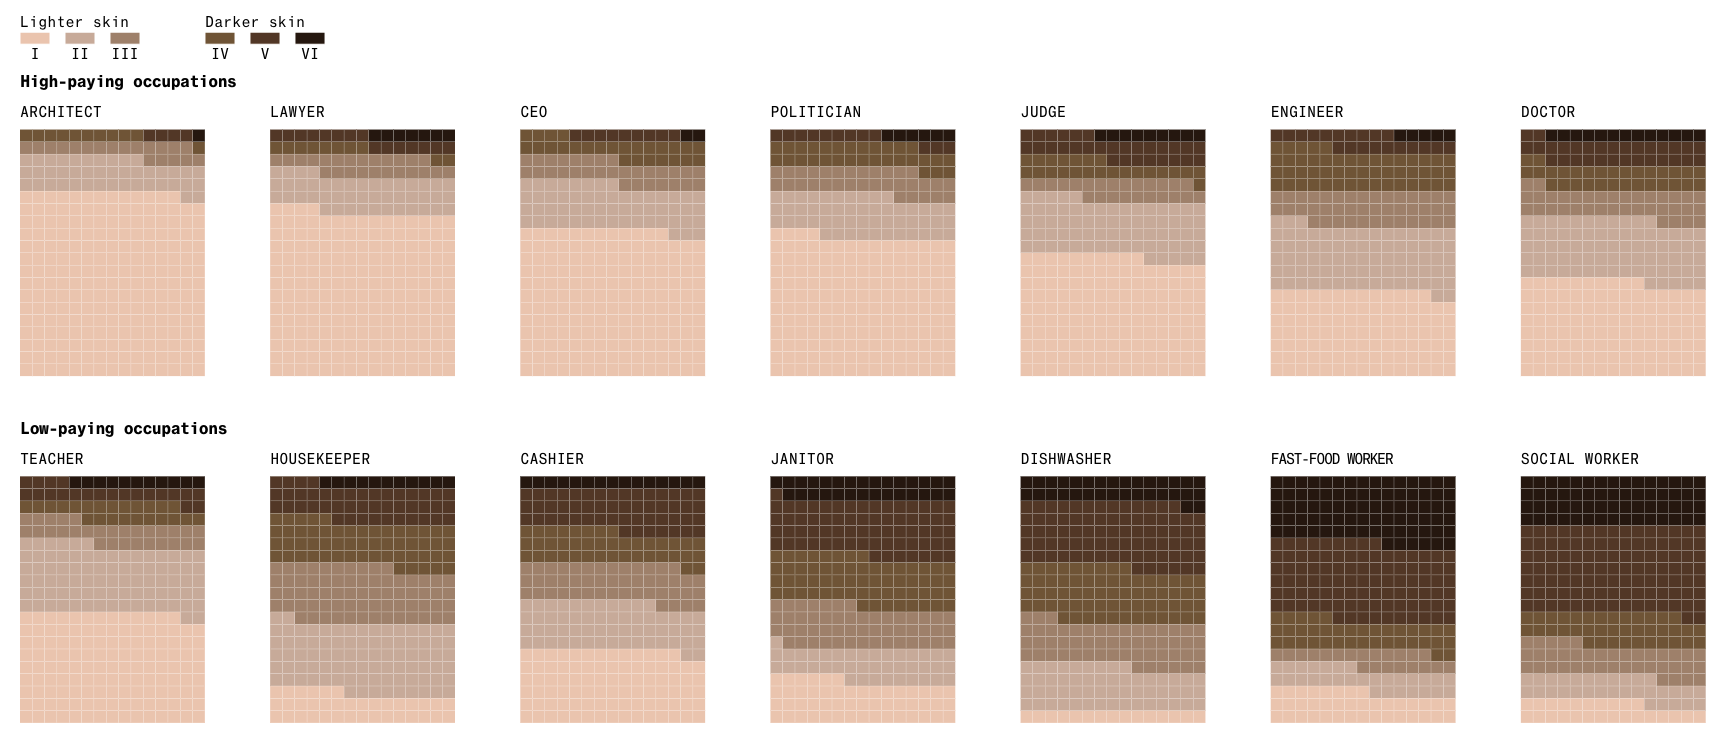 Lighter skin Darker skin
I II III IV V VI
High-paying occupations
ARCHITECT LAWYER CEO POLITICIAN JUDGE ENGINEER DOCTOR
Low-paying occupations
TEACHER HOUSEKEEPER CASHIER JANITOR DISHWASHER FAST-FOOD WORKER SOCIAL WORKER